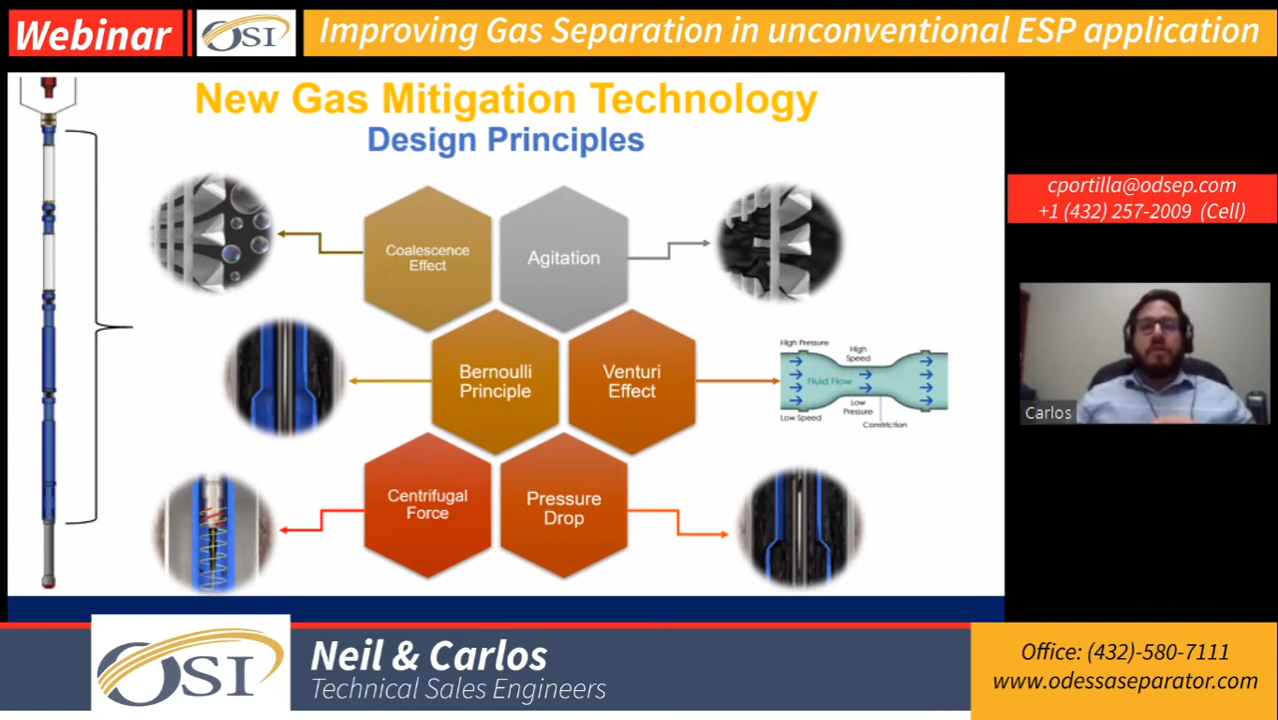 Webinar
OSI
Improving Gas Separation in unconventional ESP application
New Gas Mitigation Technology
Design Principles
Coalescence
Effect
Agitation
Bernoulli
Principle
Venturi
Effect
High Pressure
High
Speed
Fluid Flow
Low
Pressure
Low Speed
Constriction
Centrifugal
Force
Pressure
Drop
cportilla@odsep.com
+1 (432) 257-2009 (Cell)
Carlos
OSI
Neil & Carlos
Technical Sales Engineers
Office: (432)-580-7111
www.odessaseparator.com